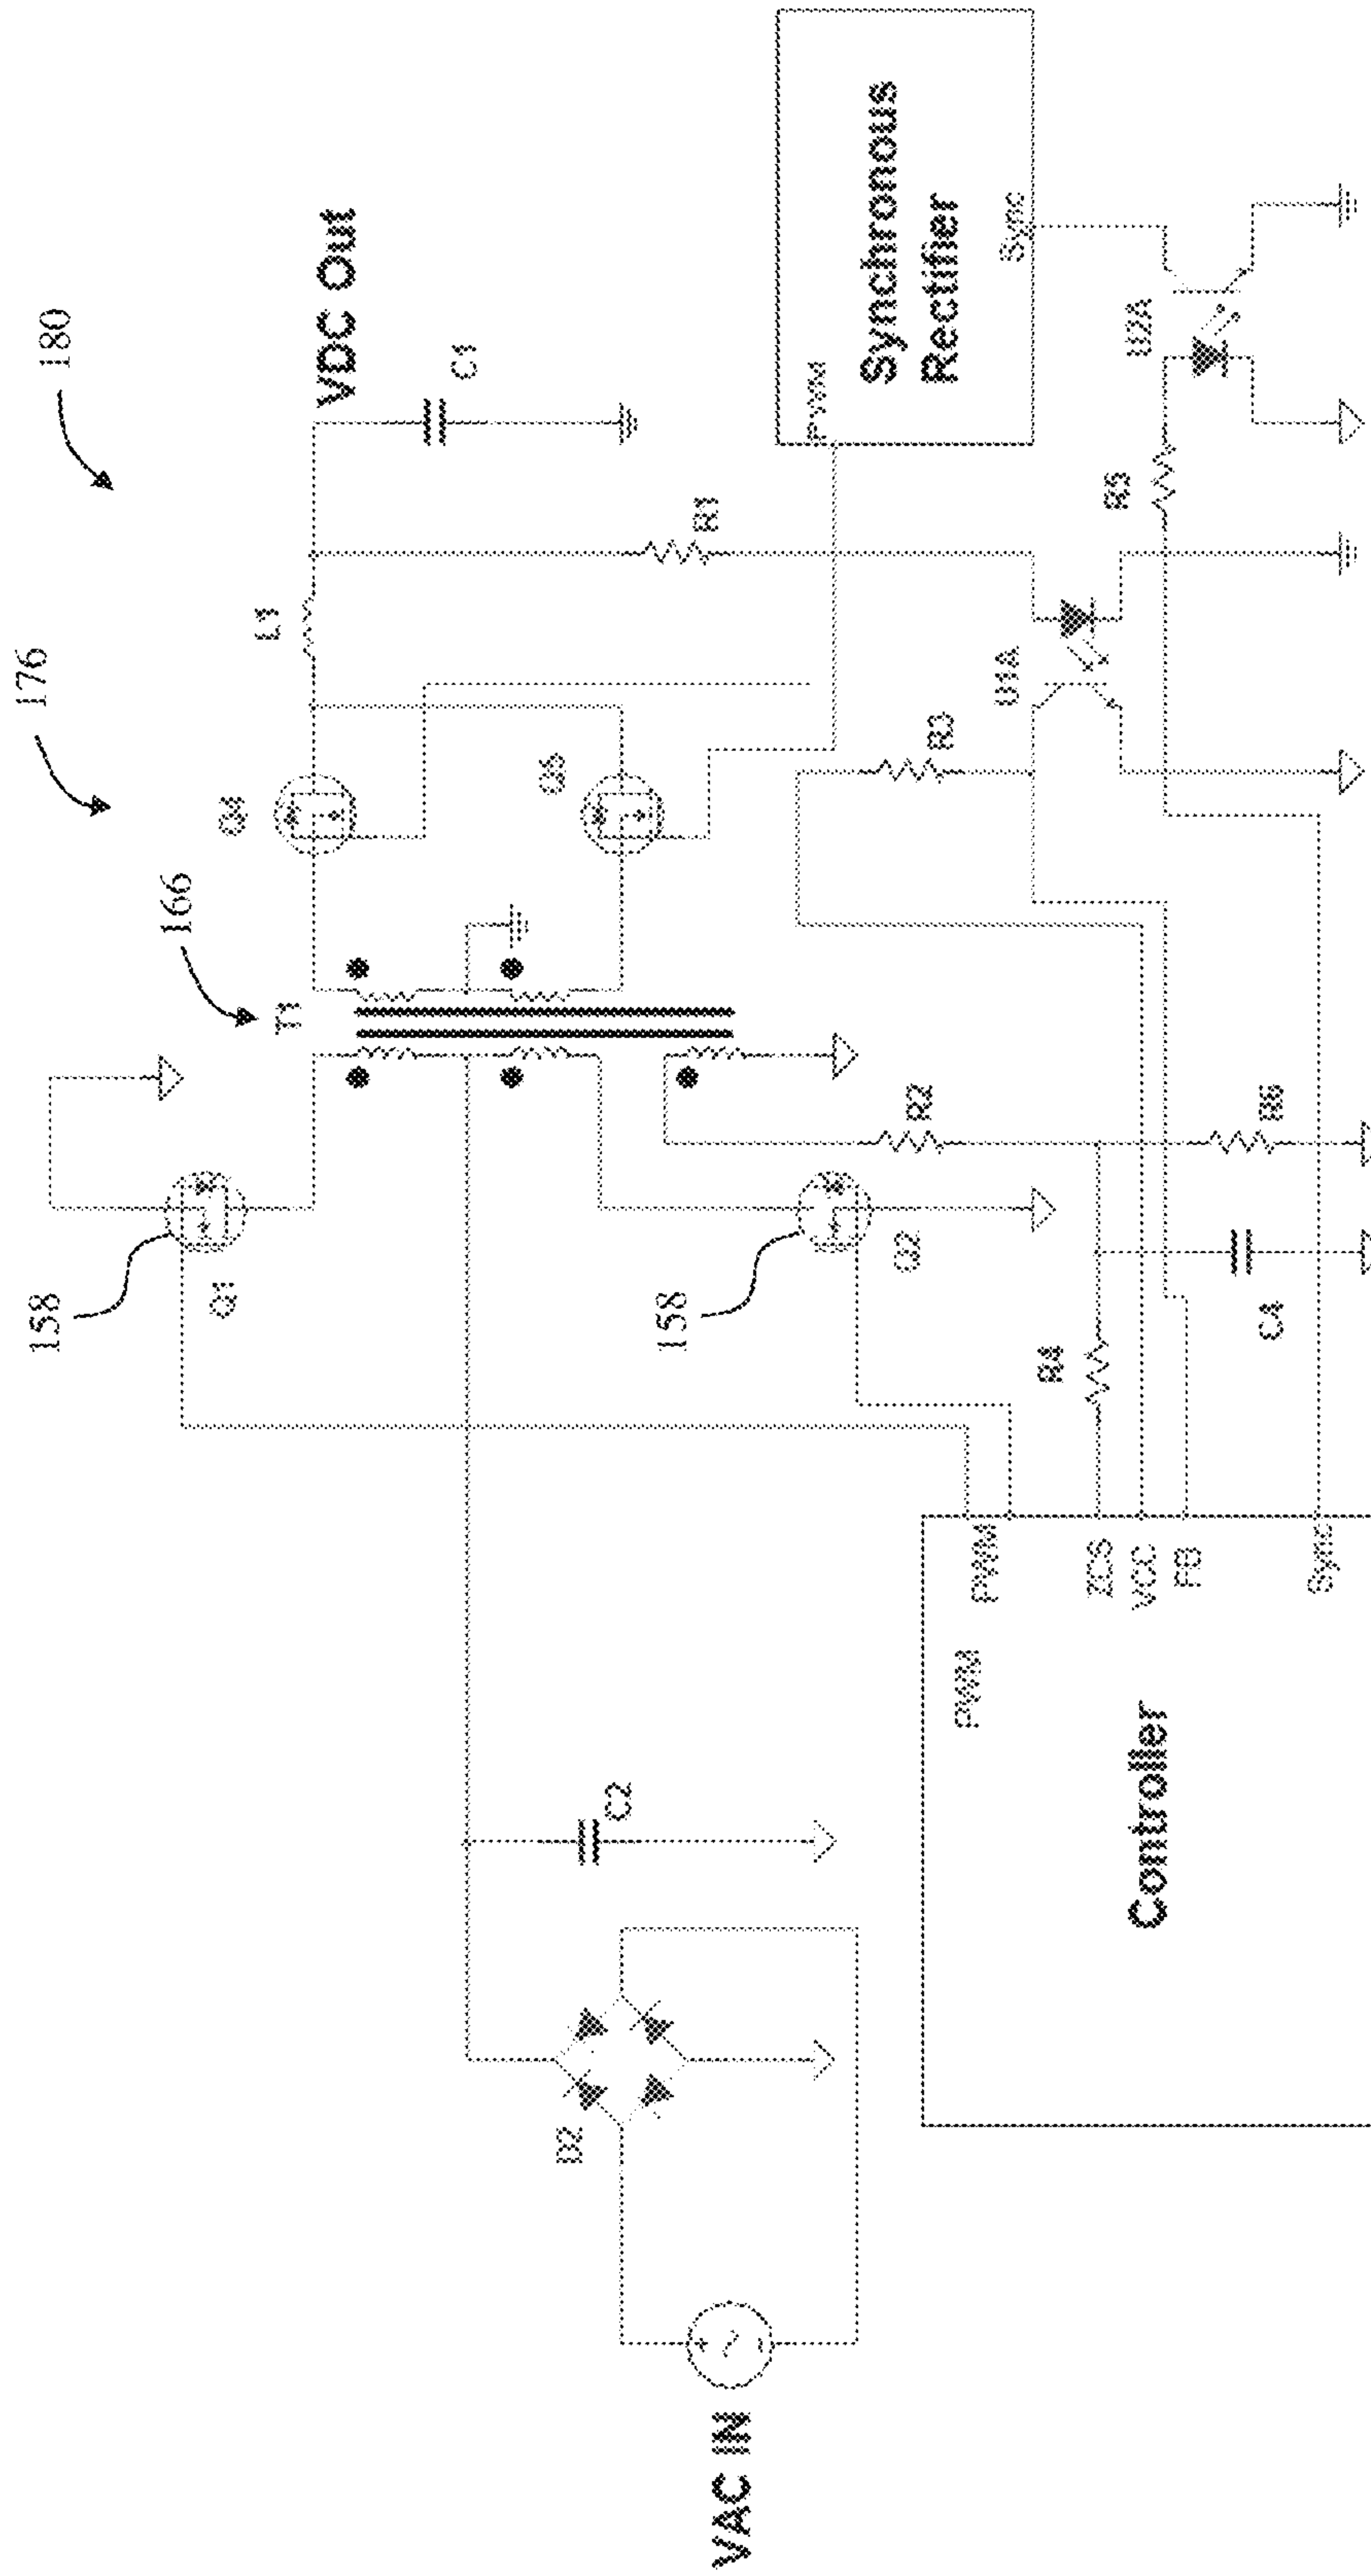 180
176
166
158
158
VDC Out
T1
Q1
Q4
L1
C1
Q5
R1
Q2
R2
R3
U1A
PWM
Synchronous
Rectifier
Sync
U2A
R5
R4
R6
C4
C2
D2
VAC IN
PWM
PWM
ZCS
VCC
FB
Sync
Controller